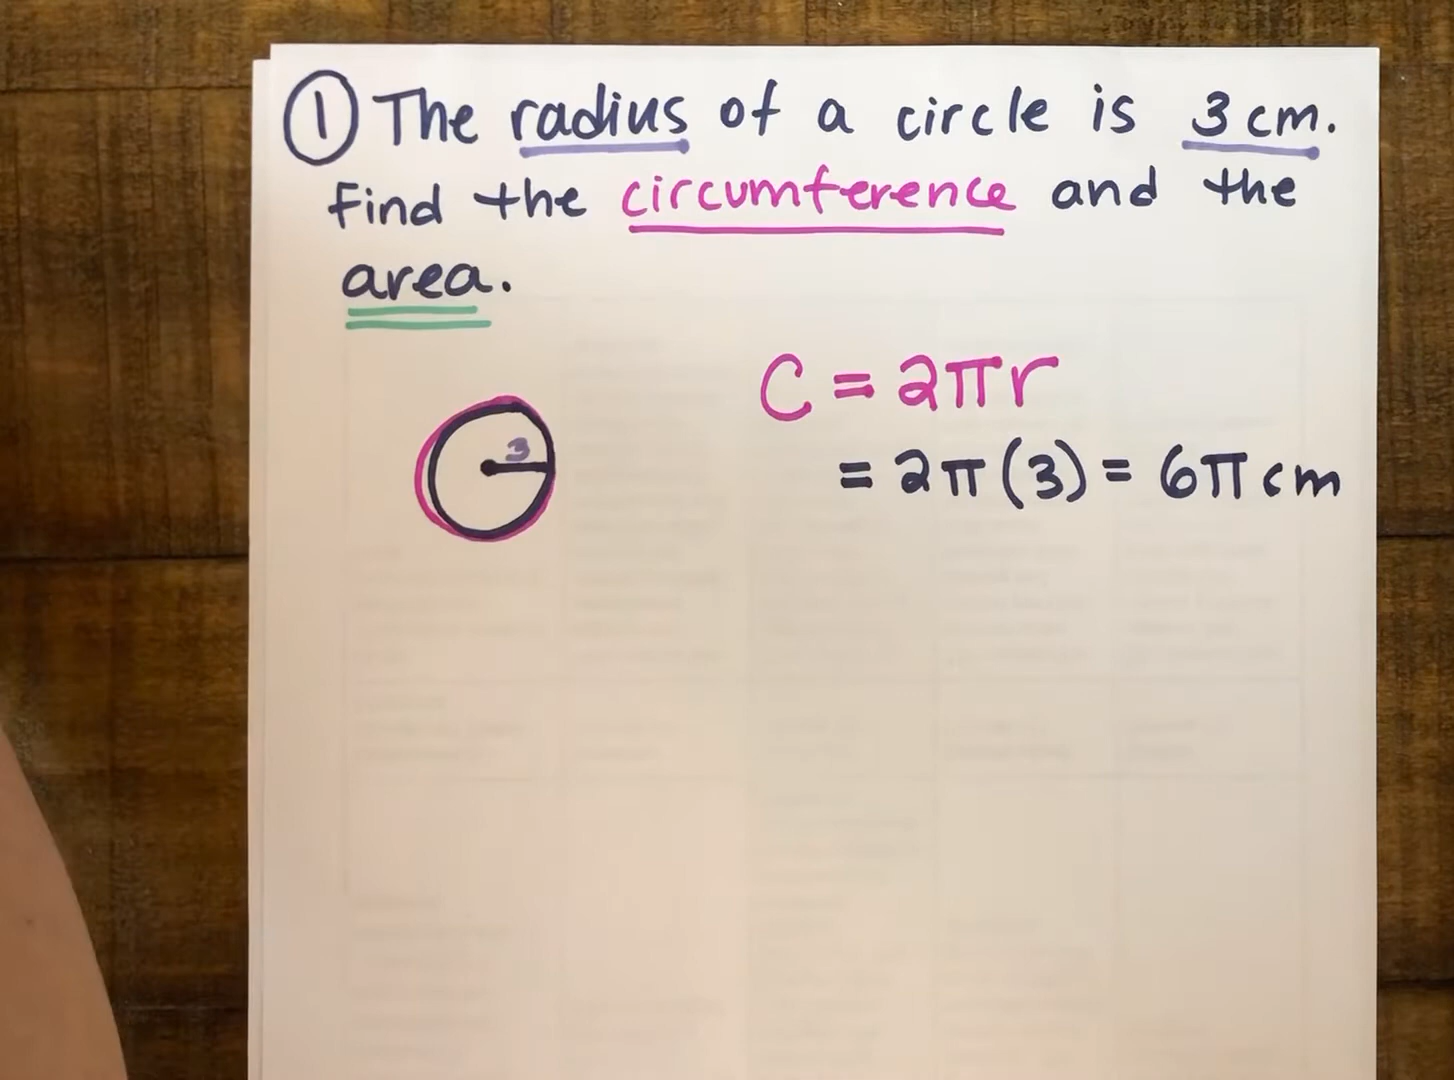 ① The radius of a circle is 3 cm.
Find the circumference and the
area.
C = 2πr
3
= 2π(3) = 6π cm